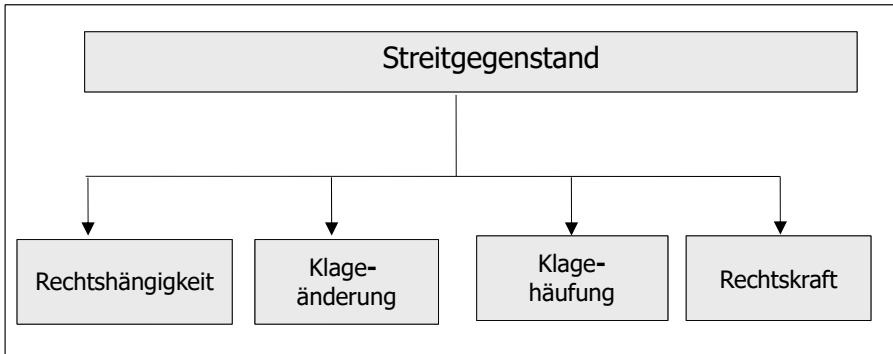 Streitgegenstand
Rechtshängigkeit
Klage-
änderung
Klage-
häufung
Rechtskraft